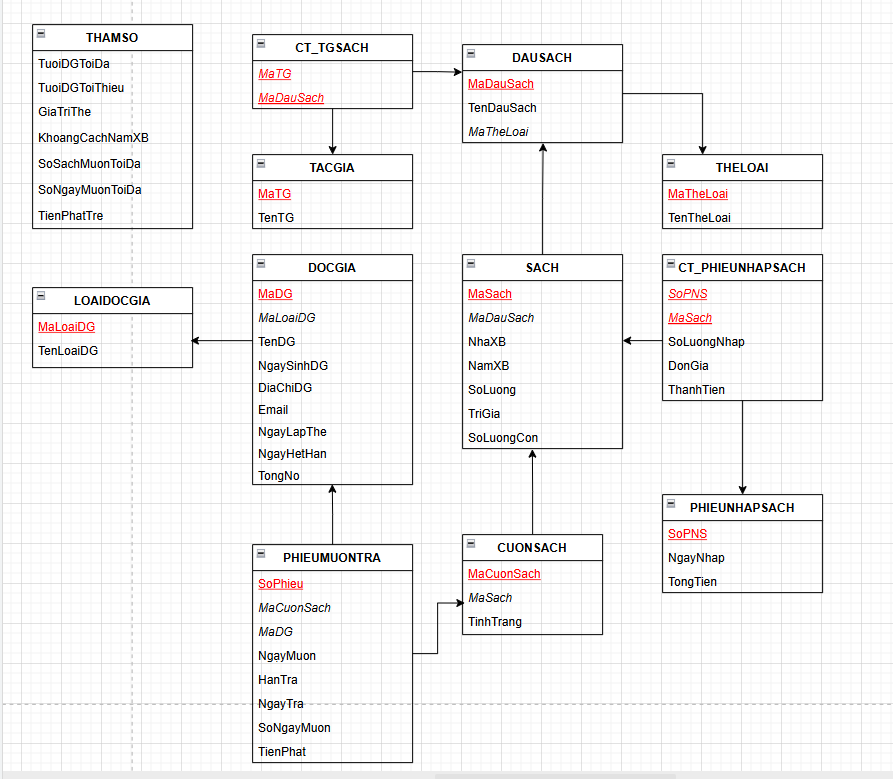 THAMSO
TuoiDGToiDa
TuoiDGToiThieu
GiaTriThe
KhoangCachNamXB
SoSachMuonToiDa
SoNgayMuonToiDa
TienPhatTre
CT_TGSACH
MaTG
MaDauSach
DAUSACH
MaDauSach
TenDauSach
MaTheLoai
TACGIA
MaTG
TenTG
THELOAI
MaTheLoai
TenTheLoai
LOAIDOCGIA
MaLoaiDG
TenLoaiDG
DOCGIA
MaDG
MaLoaiDG
TenDG
NgaySinhDG
DiaChiDG
Email
NgayLapThe
NgayHetHan
TongNo
SACH
MaSach
MaDauSach
NhaXB
NamXB
SoLuong
TriGia
SoLuongCon
CT_PHIEUNHAPSACH
SoPNS
MaSach
SoLuongNhap
DonGia
ThanhTien
PHIEUNHAPSACH
SoPNS
NgayNhap
TongTien
PHIEUMUONTRA
SoPhieu
MaCuonSach
MaDG
NgayMuon
HanTra
NgayTra
SoNgayMuon
TienPhat
CUONSACH
MaCuonSach
MaSach
TinhTrang